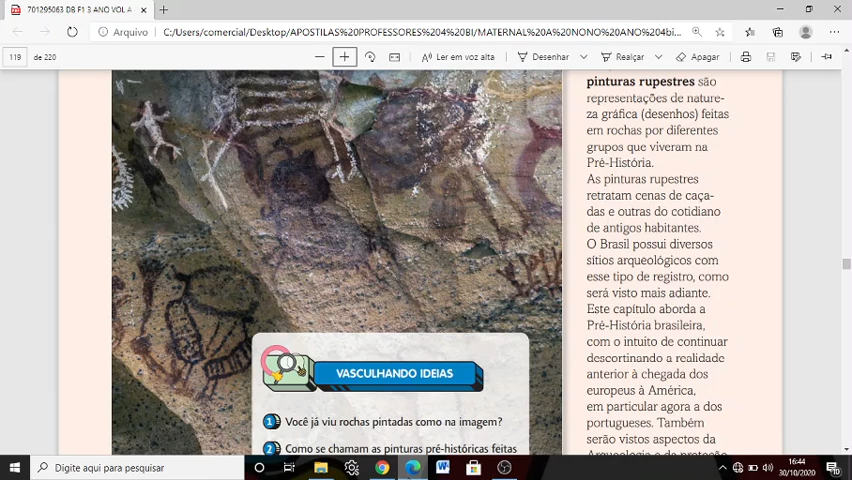 701295063 DB F1 3 ANO VOL A
Arquivo C:/Users/comercial/Desktop/APOSTILAS%20PROFESSORES%204%20BI/MATERNAL%20A%20NONO%20ANO%204bi...
119 de 220 Ler em voz alta Desenhar Realçar Apagar
pinturas rupestres são
representações de nature-
za gráfica (desenhos) feitas
em rochas por diferentes
grupos que viveram na
Pré-História.
As pinturas rupestres
retratam cenas de caça-
das e outras do cotidiano
de antigos habitantes.
O Brasil possui diversos
sítios arqueológicos com
esse tipo de registro, como
será visto mais adiante.
Este capítulo aborda a
Pré-História brasileira,
com o intuito de continuar
descortinando a realidade
anterior à chegada dos
europeus à América,
em particular agora a dos
portugueses. Também
serão vistos aspectos da
Arqueologia e da proteção
VASCULHANDO IDEIAS
1 Você já viu rochas pintadas como na imagem?
2 Como se chamam as pinturas pré-históricas feitas
Digite aqui para pesquisar
16:44
30/10/2020